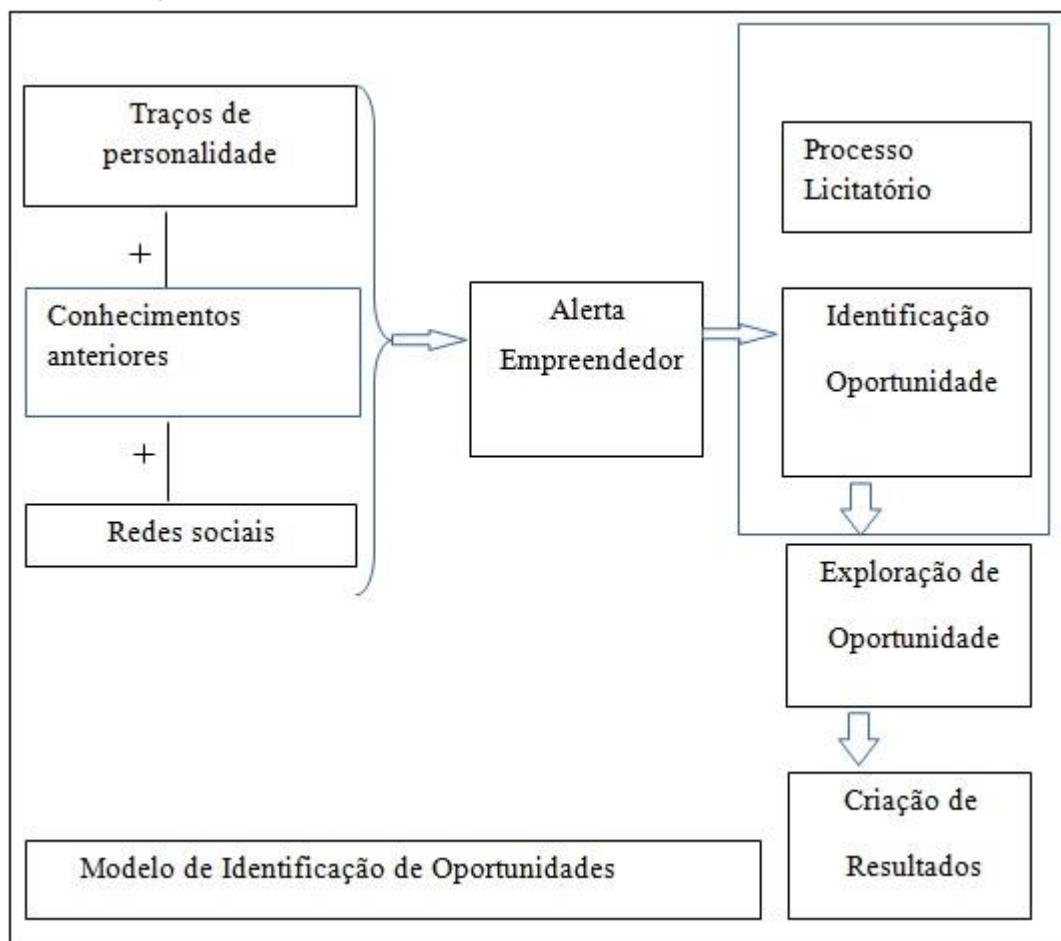 Traços de
personalidade
+
Conhecimentos
anteriores
+
Redes sociais
Alerta
Empreendedor
Processo
Licitatório
Identificação
Oportunidade
Exploração de
Oportunidade
Criação de
Resultados
Modelo de Identificação de Oportunidades